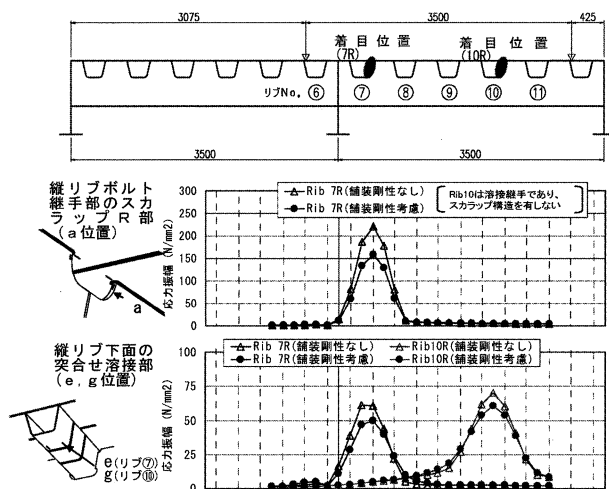 3075
3500
425
着目位置
(7R)
着目位置
(10R)
リブNo. ⑥ ⑦ ⑧ ⑨ ⑩ ⑪
3500
3500
縦リブボルト
継手部のスカ
ラップR部
(a位置)
a
応力振幅 (N/mm2)
300
250
200
150
100
50
0
Rib 7R(舗装剛性なし)
Rib 7R(舗装剛性考慮)
Rib10は溶接継手であり、
スカラップ構造を有しない
縦リブ下面の
突合せ溶接部
(e,g位置)
e(リブ⑦)
g(リブ⑩)
応力振幅 (N/mm2)
100
75
50
25
0
Rib 7R(舗装剛性なし)
Rib10R(舗装剛性なし)
Rib 7R(舗装剛性考慮)
Rib10R(舗装剛性考慮)